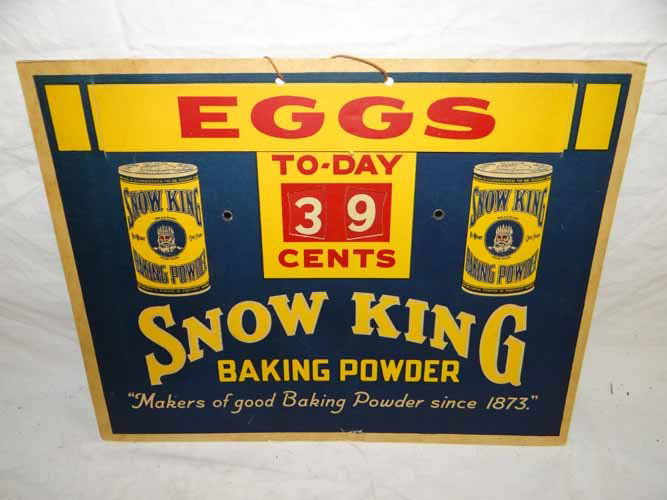 EGGS
TO-DAY
39
CENTS
SNOW KING
BAKING POWDER
SNOW KING
BAKING POWDER
SNOW KING
BAKING POWDER
"Makers of good Baking Powder since 1873."